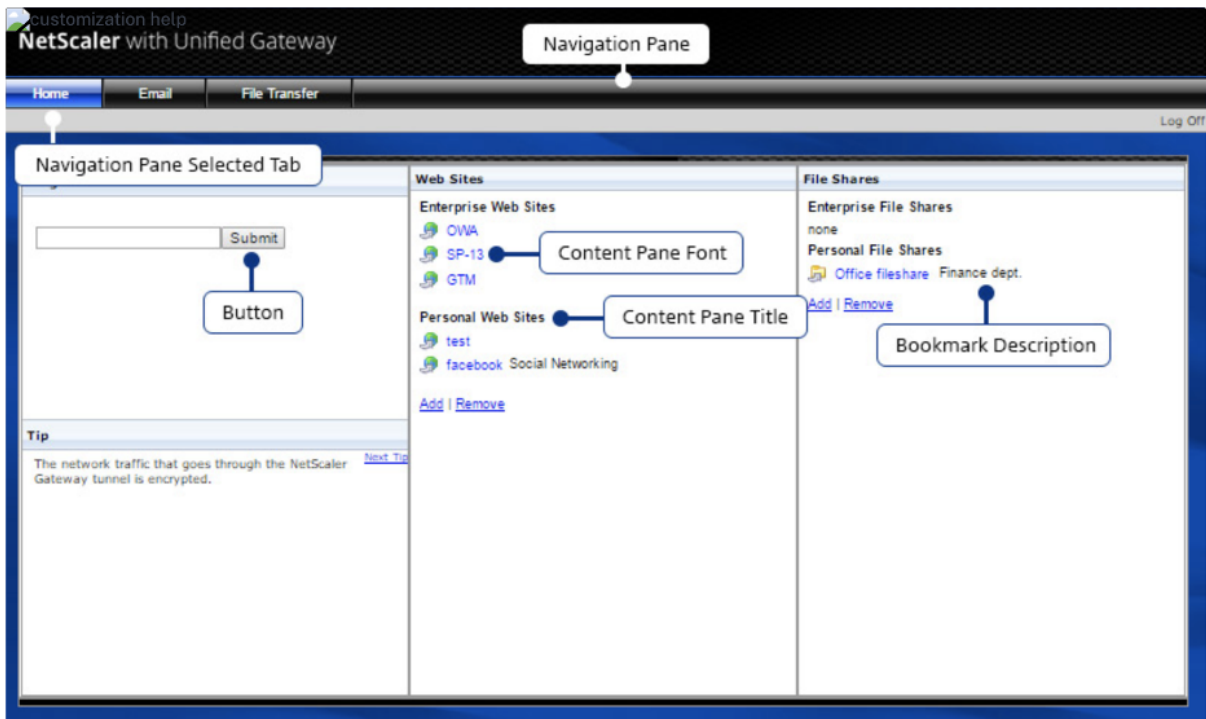 customization help
NetScaler with Unified Gateway
Navigation Pane
Home Email File Transfer
Log Off
Navigation Pane Selected Tab
Submit
Button
Tip
The network traffic that goes through the NetScaler
Gateway tunnel is encrypted.
Next Tip
Web Sites
Enterprise Web Sites
OWA
SP-13
Content Pane Font
GTM
Personal Web Sites
Content Pane Title
test
facebook Social Networking
Add | Remove
File Shares
Enterprise File Shares
none
Personal File Shares
Office fileshare Finance dept.
Add | Remove
Bookmark Description